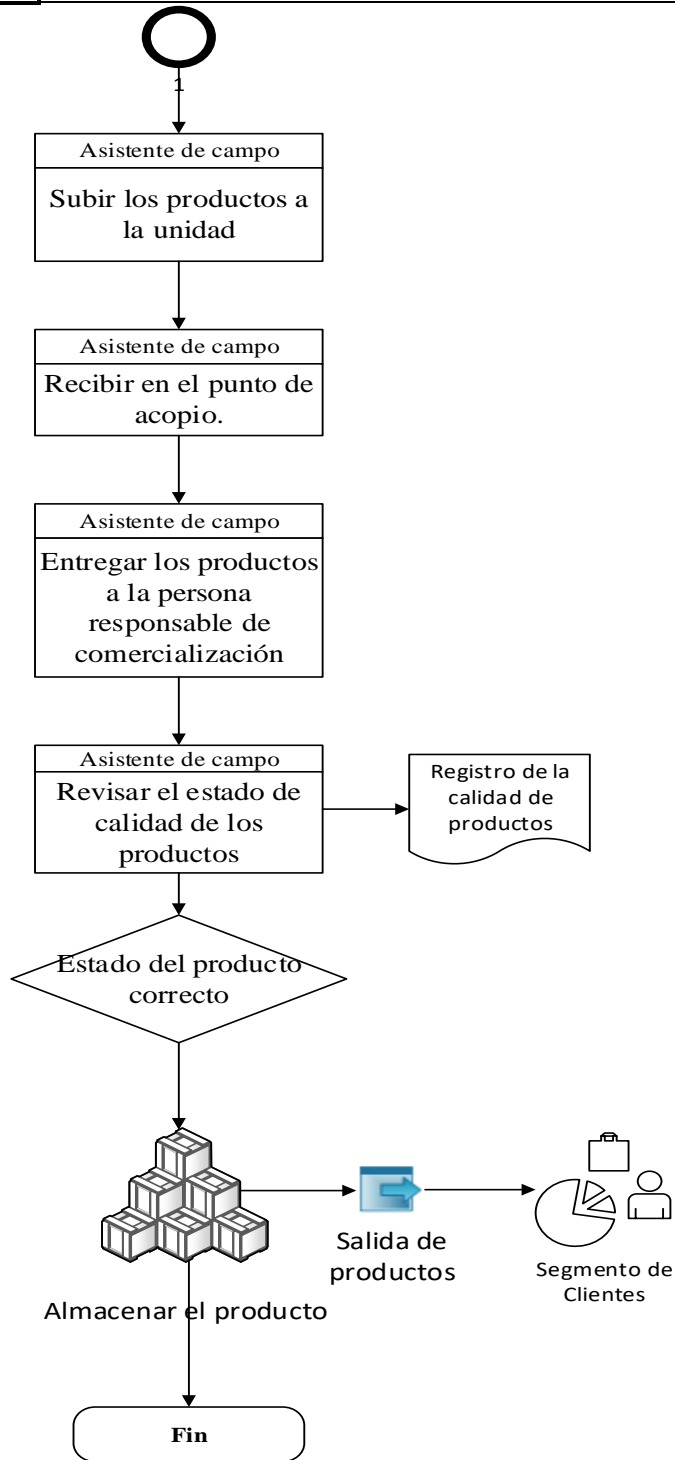 1
Asistente de campo
Subir los productos a
la unidad
Asistente de campo
Recibir en el punto de
acopio.
Asistente de campo
Entregar los productos
a la persona
responsable de
comercialización
Asistente de campo
Revisar el estado de
calidad de los
productos
Registro de la
calidad de
productos
Estado del producto
correcto
Almacenar el producto
Salida de
productos
Segmento de
Clientes
Fin